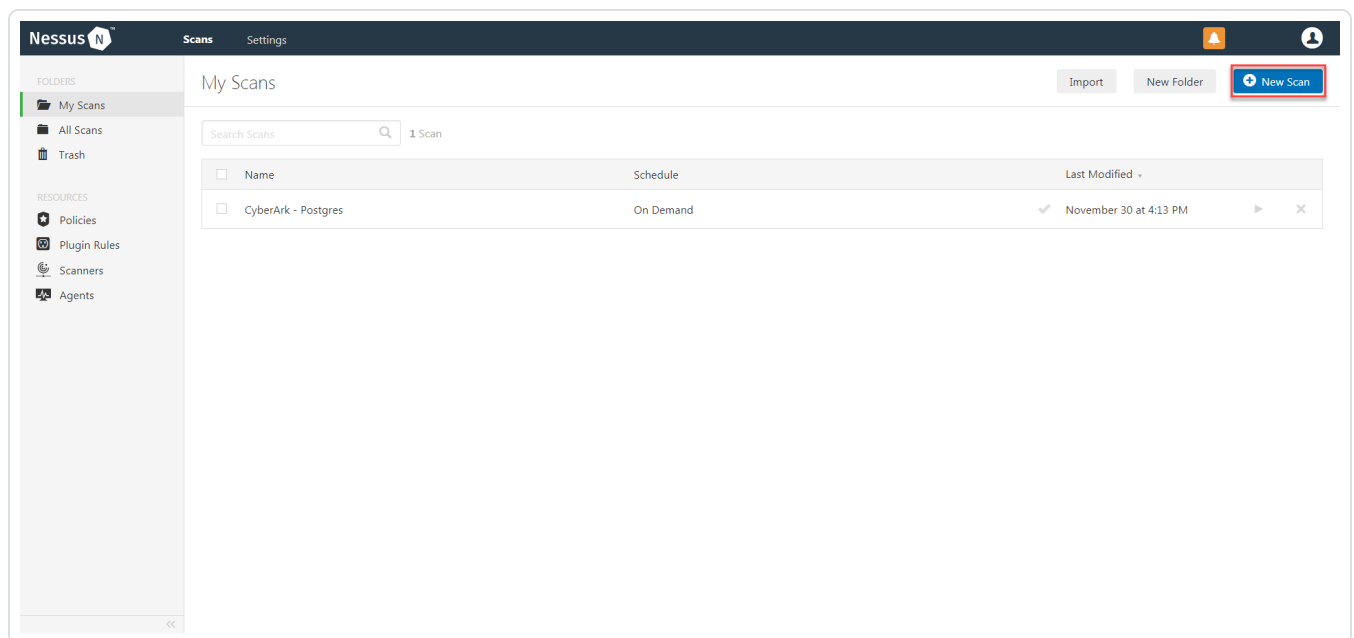 Nessus N ™
Scans Settings
FOLDERS
My Scans
All Scans
Trash
RESOURCES
Policies
Plugin Rules
Scanners
Agents
My Scans
Import New Folder New Scan
Search Scans 1 Scan
Name Schedule Last Modified
CyberArk - Postgres On Demand November 30 at 4:13 PM